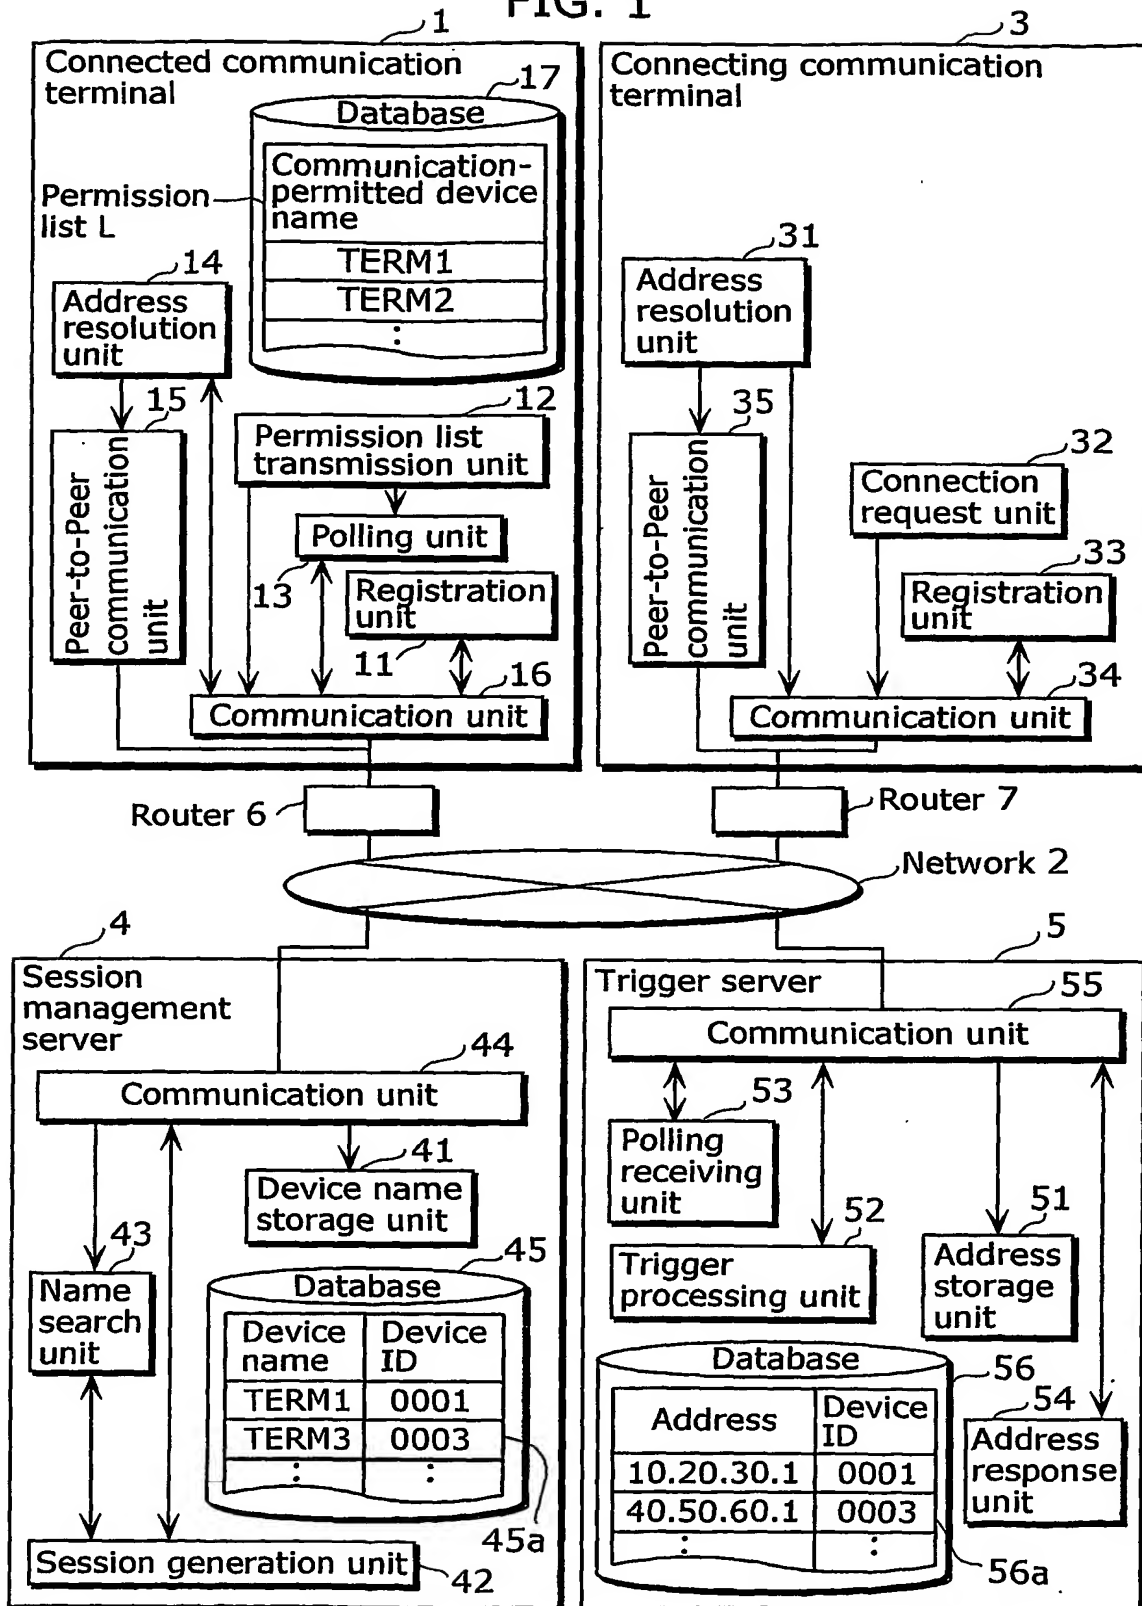 FIG. 1
1
Connected communication
terminal
17
Database
Communication-
permitted device
name
TERM1
TERM2
Permission
list L
14
Address
resolution
unit
15
Peer-to-Peer
communication
unit
12
Permission list
transmission unit
Polling unit
13
Registration
unit
11
16
Communication unit
3
Connecting communication
terminal
31
Address
resolution
unit
35
Peer-to-Peer
communication
unit
32
Connection
request unit
33
Registration
unit
34
Communication unit
Router 6
Router 7
Network 2
4
Session
management
server
44
Communication unit
41
Device name
storage unit
43
Name
search
unit
45
Database
Device name Device ID
TERM1 0001
TERM3 0003
45a
Session generation unit
42
5
Trigger server
55
Communication unit
53
Polling
receiving
unit
52
Trigger
processing unit
51
Address
storage
unit
Database
56
Address Device ID
10.20.30.1 0001
40.50.60.1 0003
56a
54
Address
response
unit